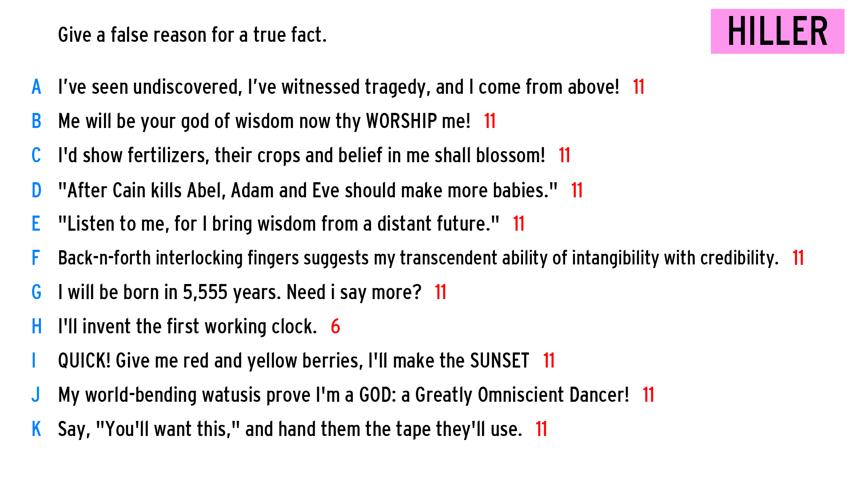 HILLER
Give a false reason for a true fact.
A I've seen undiscovered, I've witnessed tragedy, and I come from above! 11
B Me will be your god of wisdom now thy WORSHIP me! 11
C I'd show fertilizers, their crops and belief in me shall blossom! 11
D "After Cain kills Abel, Adam and Eve should make more babies." 11
E "Listen to me, for I bring wisdom from a distant future." 11
F Back-n-forth interlocking fingers suggests my transcendent ability of intangibility with credibility. 11
G I will be born in 5,555 years. Need i say more? 11
H I'll invent the first working clock. 6
I QUICK! Give me red and yellow berries, I'll make the SUNSET 11
J My world-bending watusis prove I'm a GOD: a Greatly Omniscient Dancer! 11
K Say, "You'll want this," and hand them the tape they'll use. 11